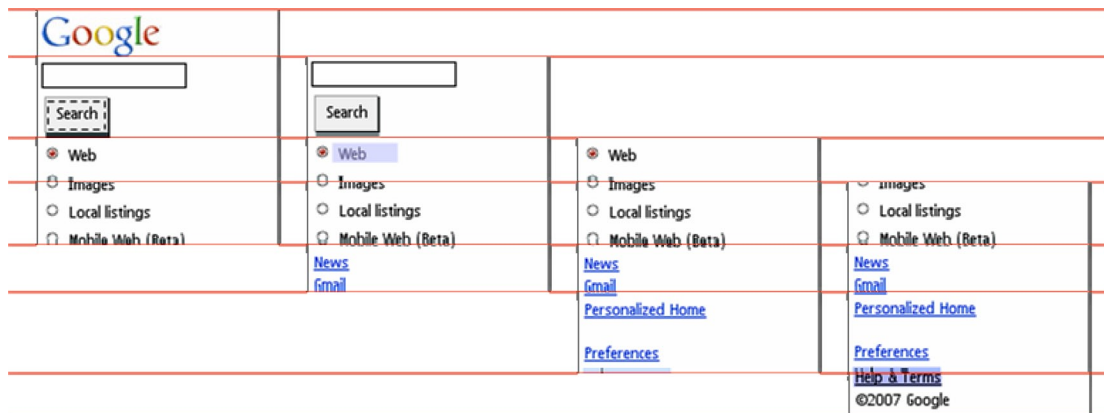 Google
Search
Web
Images
Local listings
Mobile Web (Beta)
Search
Web
Images
Local listings
Mobile Web (Beta)
News
Gmail
Web
Images
Local listings
Mobile Web (Beta)
News
Gmail
Personalized Home
Preferences
Images
Local listings
Mobile Web (Beta)
News
Gmail
Personalized Home
Preferences
Help & Terms
©2007 Google